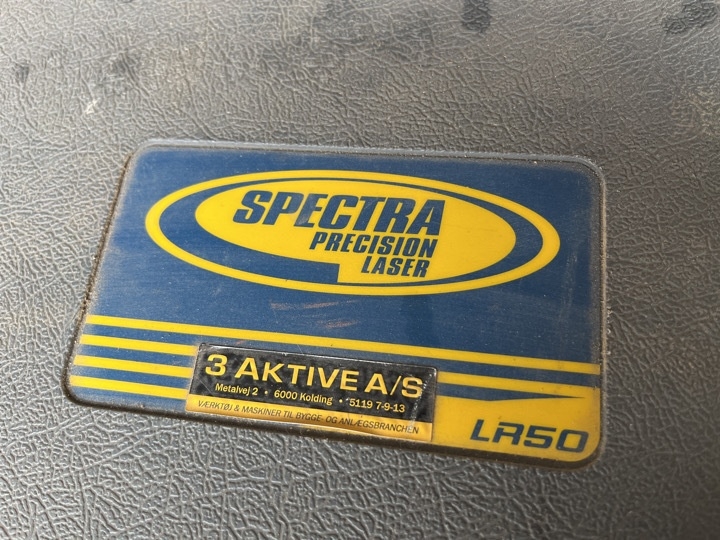 SPECTRA
PRECISION
LASER
3 AKTIVE A/S
Metalvej 2 • 6000 Kolding • 5119 7-9-13
VÆRKTØJ & MASKINER TIL BYGGE- OG ANLÆGSBRANCHEN
LR50